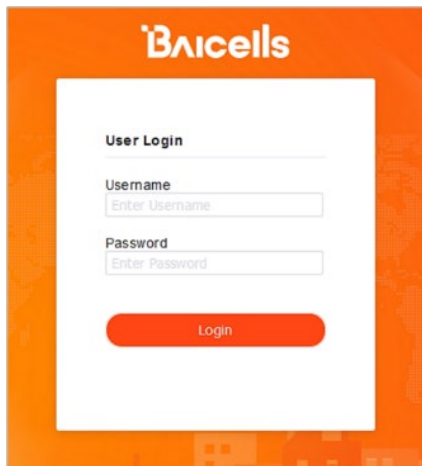 Baicells
User Login
Username
Enter Username
Password
Enter Password
Login